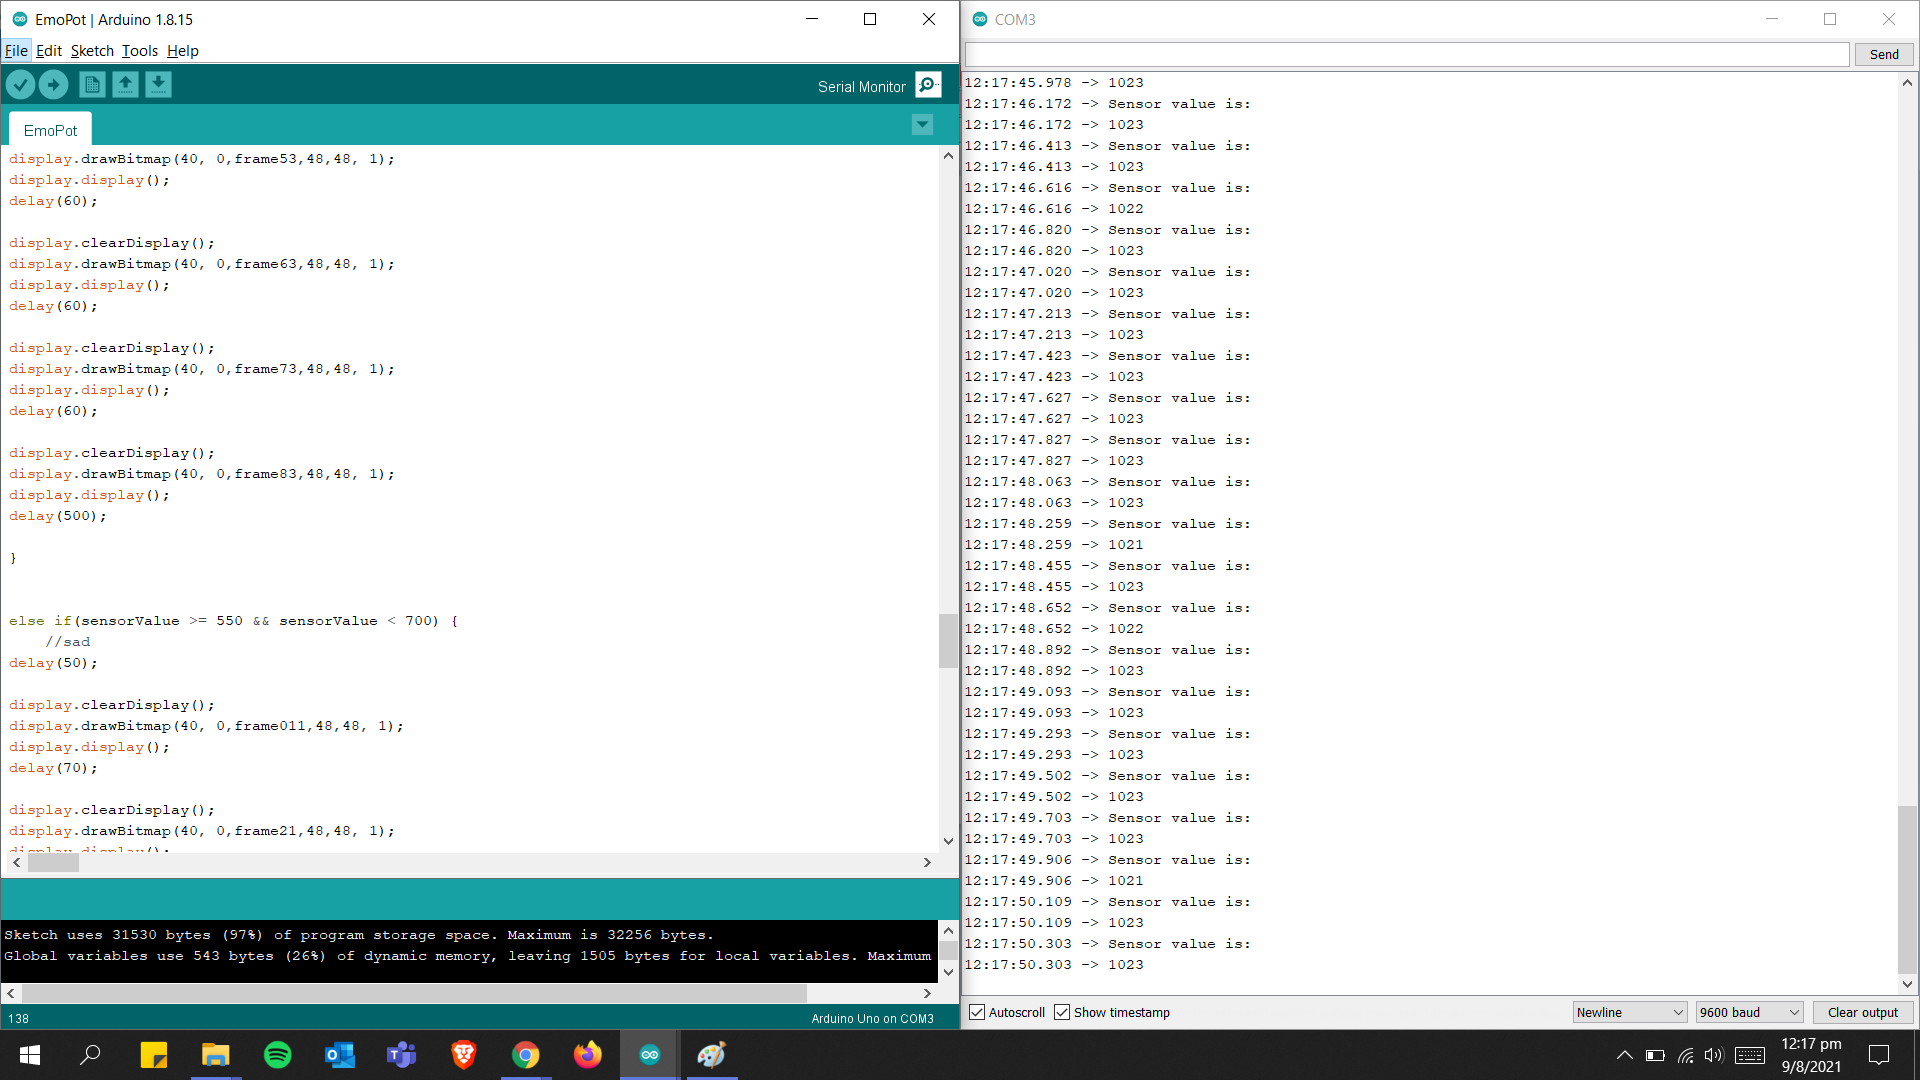 EmoPot | Arduino 1.8.15
File Edit Sketch Tools Help
Serial Monitor
EmoPot
display.drawBitmap(40, 0,frame53,48,48, 1);
display.display();
delay(60);
display.clearDisplay();
display.drawBitmap(40, 0,frame63,48,48, 1);
display.display();
delay(60);
display.clearDisplay();
display.drawBitmap(40, 0,frame73,48,48, 1);
display.display();
delay(60);
display.clearDisplay();
display.drawBitmap(40, 0,frame83,48,48, 1);
display.display();
delay(500);
}
else if(sensorValue >= 550 && sensorValue < 700) {
//sad
delay(50);
display.clearDisplay();
display.drawBitmap(40, 0,frame011,48,48, 1);
display.display();
delay(70);
display.clearDisplay();
display.drawBitmap(40, 0,frame21,48,48, 1);
display.display();
Sketch uses 31530 bytes (97%) of program storage space. Maximum is 32256 bytes.
Global variables use 543 bytes (26%) of dynamic memory, leaving 1505 bytes for local variables. Maximum
138
Arduino Uno on COM3
COM3
Send
12:17:45.978 -> 1023
12:17:46.172 -> Sensor value is:
12:17:46.172 -> 1023
12:17:46.413 -> Sensor value is:
12:17:46.413 -> 1023
12:17:46.616 -> Sensor value is:
12:17:46.616 -> 1022
12:17:46.820 -> Sensor value is:
12:17:46.820 -> 1023
12:17:47.020 -> Sensor value is:
12:17:47.020 -> 1023
12:17:47.213 -> Sensor value is:
12:17:47.213 -> 1023
12:17:47.423 -> Sensor value is:
12:17:47.423 -> 1023
12:17:47.627 -> Sensor value is:
12:17:47.627 -> 1023
12:17:47.827 -> Sensor value is:
12:17:47.827 -> 1023
12:17:48.063 -> Sensor value is:
12:17:48.063 -> 1023
12:17:48.259 -> Sensor value is:
12:17:48.259 -> 1021
12:17:48.455 -> Sensor value is:
12:17:48.455 -> 1023
12:17:48.652 -> Sensor value is:
12:17:48.652 -> 1022
12:17:48.892 -> Sensor value is:
12:17:48.892 -> 1023
12:17:49.093 -> Sensor value is:
12:17:49.093 -> 1023
12:17:49.293 -> Sensor value is:
12:17:49.293 -> 1023
12:17:49.502 -> Sensor value is:
12:17:49.502 -> 1023
12:17:49.703 -> Sensor value is:
12:17:49.703 -> 1023
12:17:49.906 -> Sensor value is:
12:17:49.906 -> 1021
12:17:50.109 -> Sensor value is:
12:17:50.109 -> 1023
12:17:50.303 -> Sensor value is:
12:17:50.303 -> 1023
Autoscroll Show timestamp
Newline
9600 baud
Clear output
12:17 pm
9/8/2021